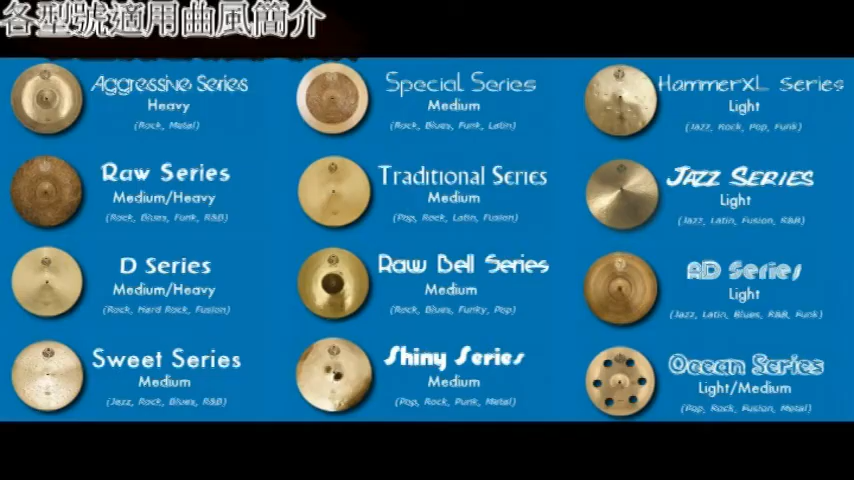 各型號適用曲風簡介
Aggressive Series
Heavy
(Rock, Metal)
Raw Series
Medium/Heavy
(Rock, Blues, Funk, R&B)
D Series
Medium/Heavy
(Rock, Hard Rock, Fusion)
Sweet Series
Medium
(Jazz, Rock, Blues, R&B)
Special Series
Medium
(Rock, Blues, Funk, Latin)
Traditional Series
Medium
(Pop, Rock, Latin, Fusion)
Raw Bell Series
Medium
(Rock, Blues, Funky, Pop)
Shiny Series
Medium
(Pop, Rock, Punk, Metal)
HammerXL Series
Light
(Jazz, Rock, Pop, Funk)
Jazz Series
Light
(Jazz, Latin, Fusion, R&B)
AD Series
Light
(Jazz, Latin, Blues, R&B, Funk)
Ocean Series
Light/Medium
(Pop, Rock, Fusion, Metal)